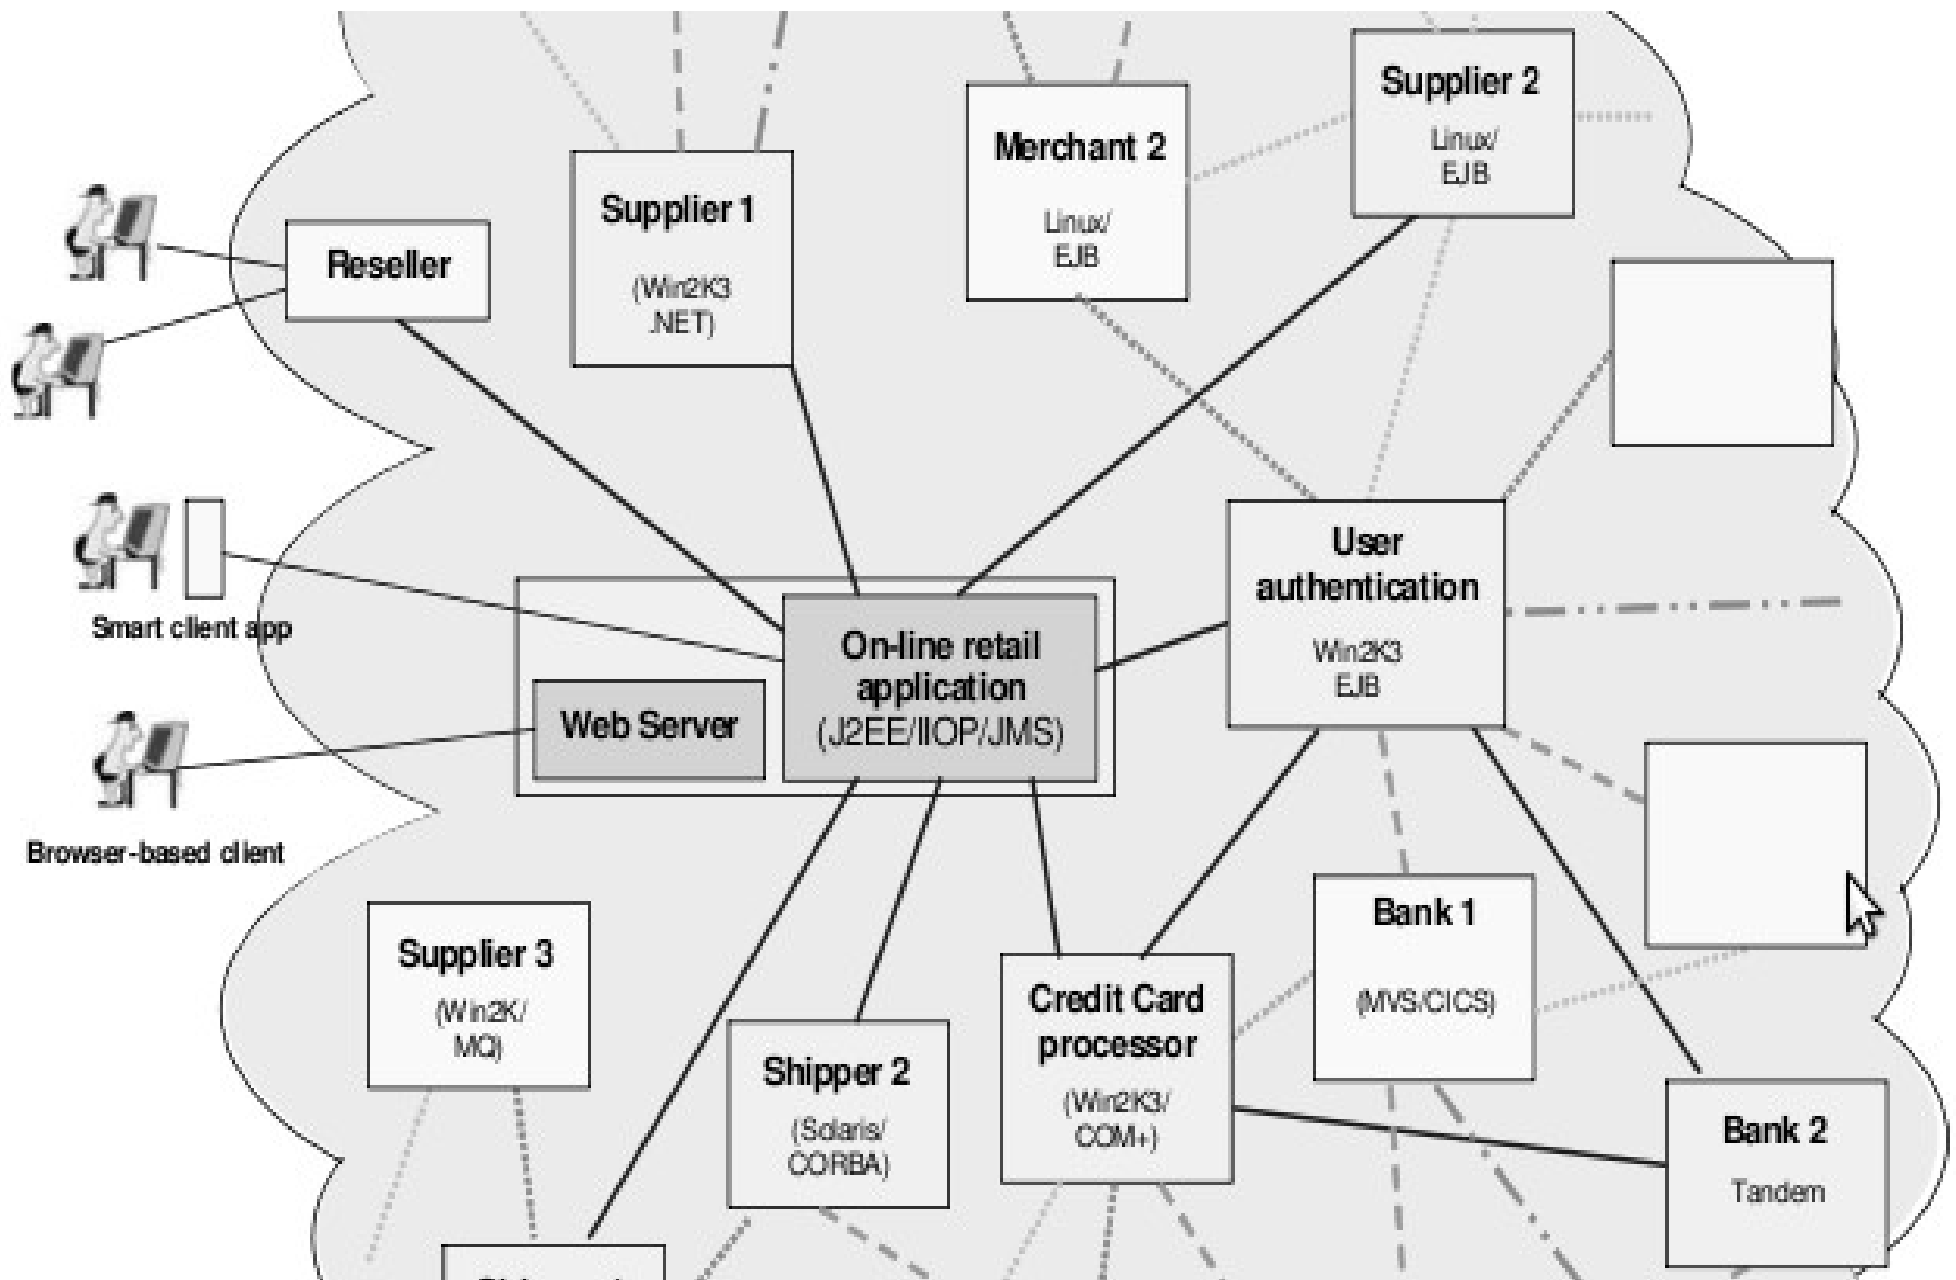 Supplier 2
Linux/
EJB
Merchant 2
Linux/
EJB
Supplier 1
(Win2K3
.NET)
Reseller
User
authentication
Win2K3
EJB
Smart client app
On-line retail
application
(J2EE/IIOP/JMS)
Web Server
Browser-based client
Bank 1
(MVS/CICS)
Supplier 3
(Win2K/
MQ)
Credit Card
processor
(Win2K3/
COM+)
Shipper 2
(Solaris/
CORBA)
Bank 2
Tandem